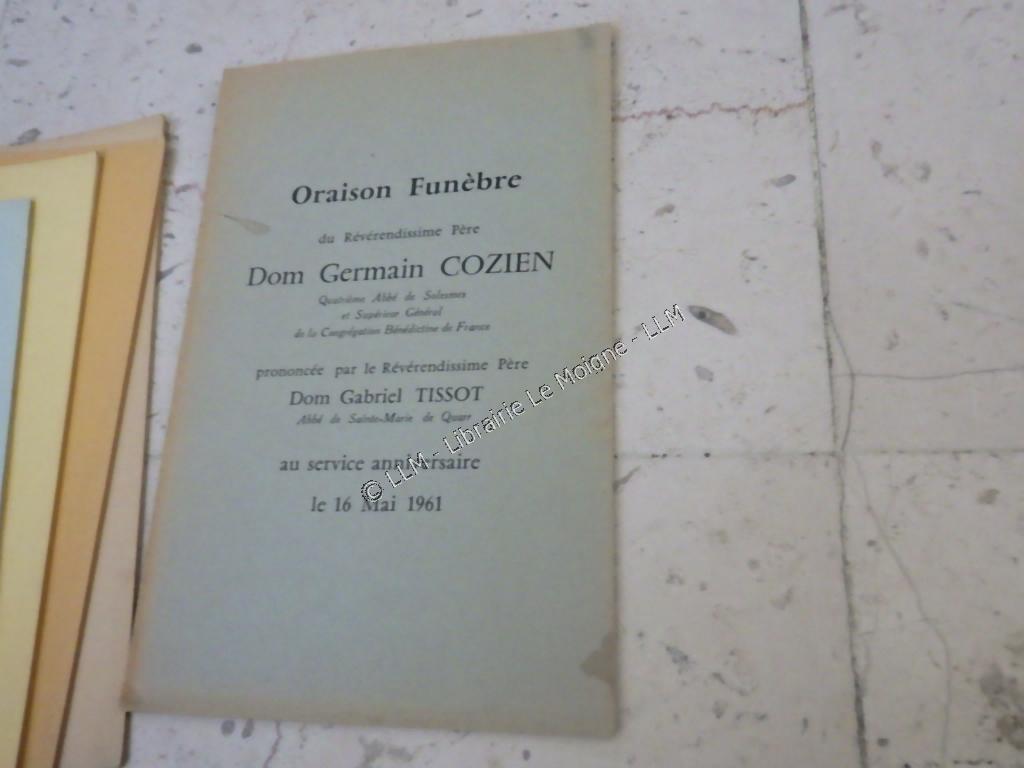 Oraison Funèbre
du Révérendissime Père
Dom Germain COZIEN
Quatrième Abbé de Solesmes
et Supérieur Général
de la Congrégation Bénédictine de France
prononcée par le Révérendissime Père
Dom Gabriel TISSOT
Abbé de Sainte-Marie de Quarr
au service anniversaire
le 16 Mai 1961
© LLM - Librairie Le Moigne - LLM